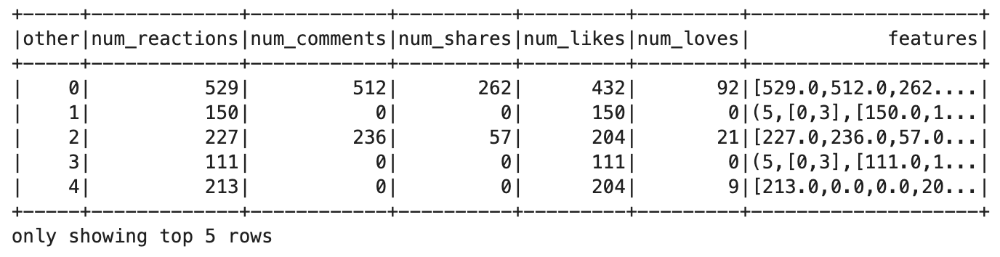 +-----+-------------+------------+----------+---------+---------+--------------------+
|other|num_reactions|num_comments|num_shares|num_likes|num_loves|            features|
+-----+-------------+------------+----------+---------+---------+--------------------+
|    0|          529|         512|       262|      432|       92|[529.0,512.0,262....|
|    1|          150|           0|         0|      150|        0|(5,[0,3],[150.0,1...|
|    2|          227|         236|        57|      204|       21|[227.0,236.0,57.0...|
|    3|          111|           0|         0|      111|        0|(5,[0,3],[111.0,1...|
|    4|          213|           0|         0|      204|        9|[213.0,0.0,0.0,20...|
+-----+-------------+------------+----------+---------+---------+--------------------+
only showing top 5 rows